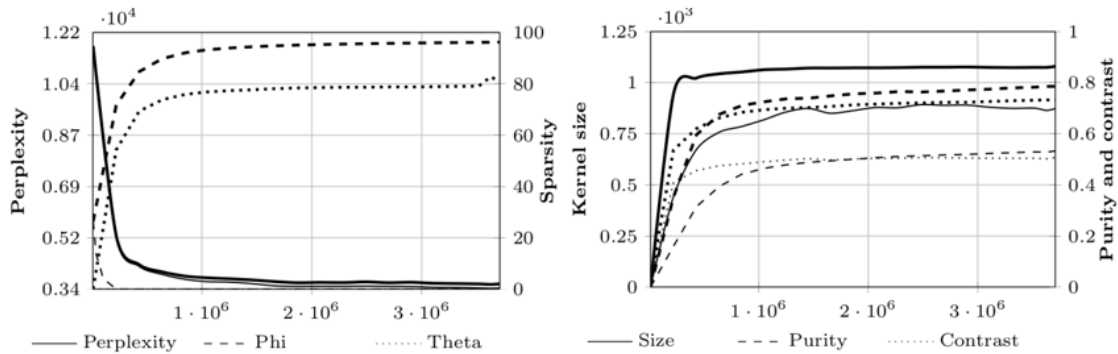 ·10⁴
1.22
1.04
0.87
0.69
0.52
0.34
Perplexity
100
80
60
40
20
0
Sparsity
1 · 10⁶
2 · 10⁶
3 · 10⁶
Perplexity
Phi
Theta
·10³
1.25
1
0.75
0.5
0.25
0
Kernel size
1
0.8
0.6
0.4
0.2
0
Purity and contrast
1 · 10⁶
2 · 10⁶
3 · 10⁶
Size
Purity
Contrast